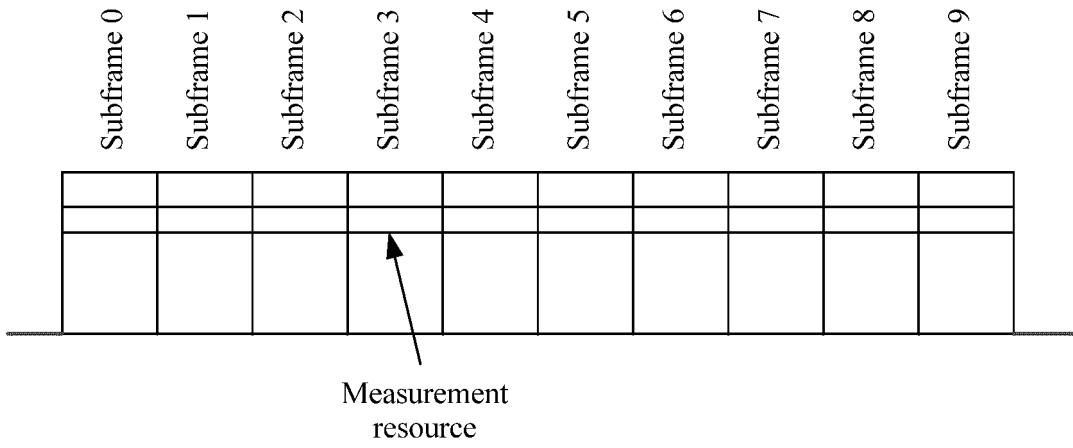 Subframe 0
Subframe 1
Subframe 2
Subframe 3
Subframe 4
Subframe 5
Subframe 6
Subframe 7
Subframe 8
Subframe 9
Measurement
resource